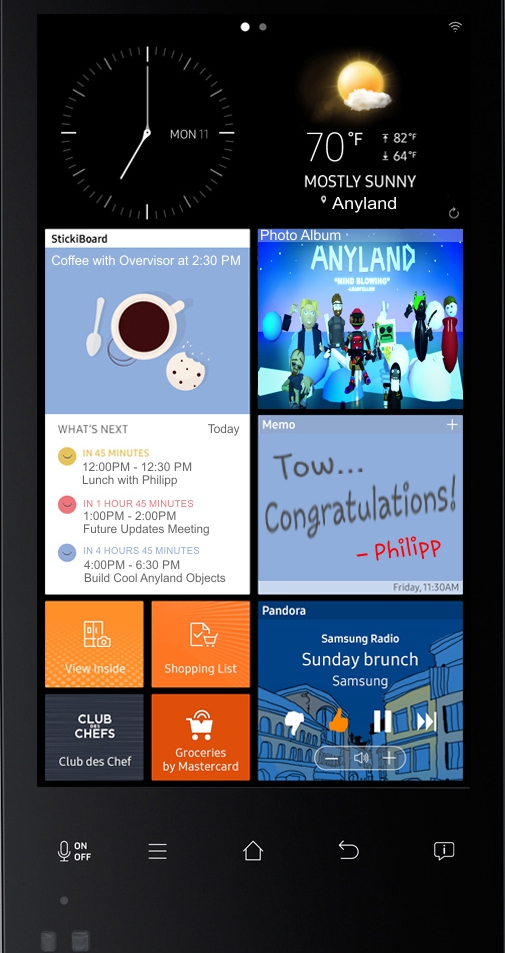 MON 11
70°F
82°F
64°F
MOSTLY SUNNY
Anyland
StickiBoard
Coffee with Overvisor at 2:30 PM
WHAT'S NEXT Today
IN 45 MINUTES
12:00PM - 12:30 PM
Lunch with Philipp
IN 1 HOUR 45 MINUTES
1:00PM - 2:00PM
Future Updates Meeting
IN 4 HOURS 45 MINUTES
4:00PM - 6:30 PM
Build Cool Anyland Objects
Photo Album
ANYLAND
"MIND BLOWING"
Memo
Tow...
Congratulations!
- Philipp
Friday, 11:30AM
View Inside
Shopping List
CLUB
DES
CHEFS
Club des Chef
Groceries
by Mastercard
Pandora
Samsung Radio
Sunday brunch
Samsung
ON
OFF